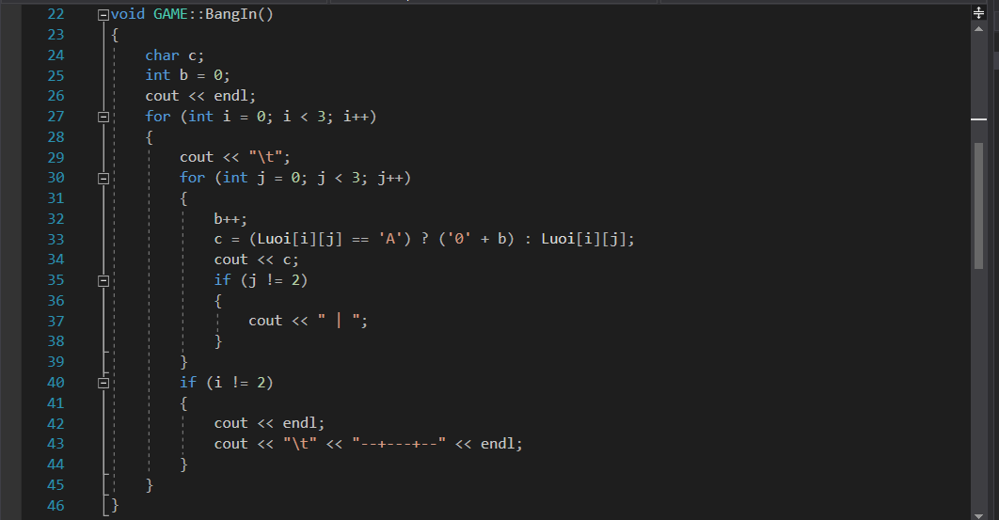 22 void GAME::BangIn()
23 {
24     char c;
25     int b = 0;
26     cout << endl;
27     for (int i = 0; i < 3; i++)
28     {
29         cout << "\t";
30         for (int j = 0; j < 3; j++)
31         {
32             b++;
33             c = (Luoi[i][j] == 'A') ? ('0' + b) : Luoi[i][j];
34             cout << c;
35             if (j != 2)
36             {
37                 cout << " | ";
38             }
39         }
40         if (i != 2)
41         {
42             cout << endl;
43             cout << "\t" << "--+---+--" << endl;
44         }
45     }
46 }